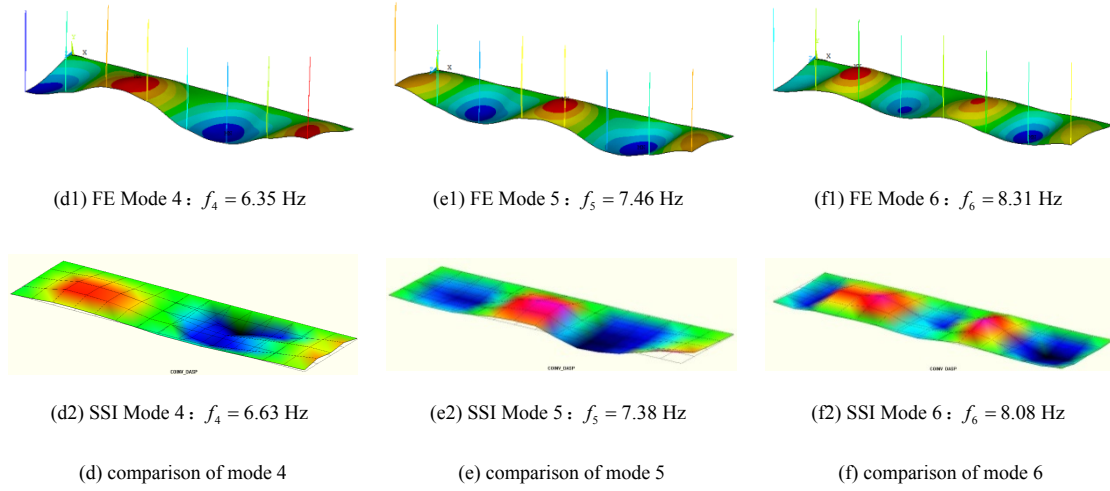 X
X
X
(d1) FE Mode 4：f₄ = 6.35 Hz
(e1) FE Mode 5：f₅ = 7.46 Hz
(f1) FE Mode 6：f₆ = 8.31 Hz
COINV_DASP
COINV_DASP
COINV_DASP
(d2) SSI Mode 4：f₄ = 6.63 Hz
(e2) SSI Mode 5：f₅ = 7.38 Hz
(f2) SSI Mode 6：f₆ = 8.08 Hz
(d) comparison of mode 4
(e) comparison of mode 5
(f) comparison of mode 6